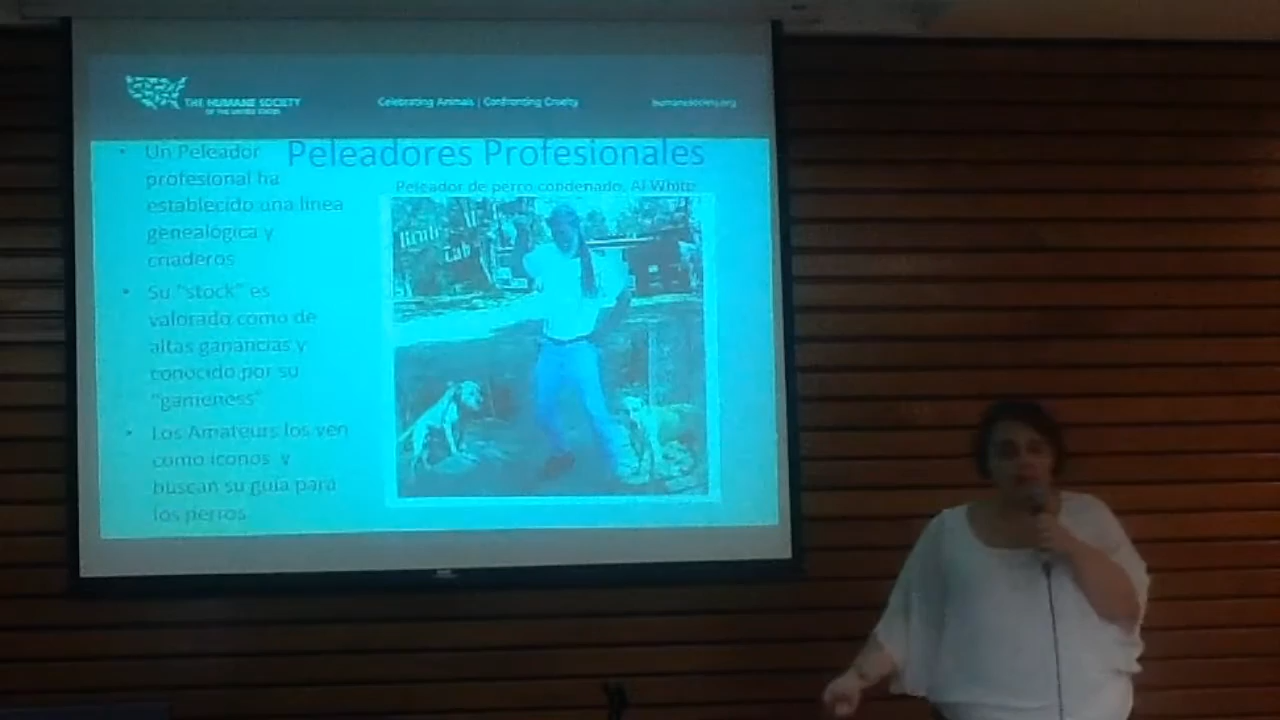 THE HUMANE SOCIETY
OF THE UNITED STATES
Celebrating Animals | Confronting Cruelty
humanesociety.org
Peleadores Profesionales
• Un Peleador
profesional ha
establecido una línea
genealógica y
criaderos
• Su "stock" es
valorado como de
altas ganancias y
conocido por su
"gameness"
• Los Amateurs los ven
como iconos y
buscan su guía para
los perros
Peleador de perro condenado, Al White